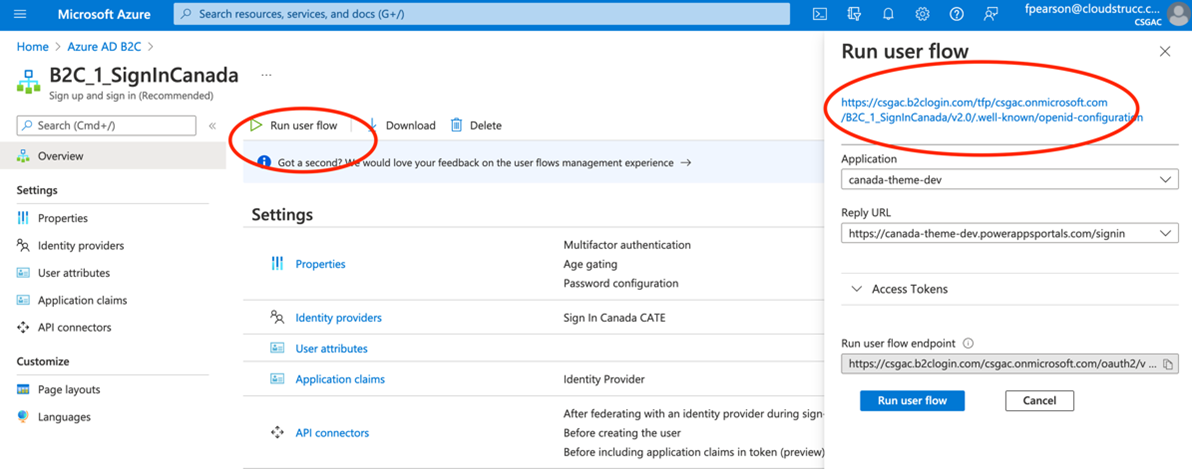 Microsoft Azure
Search resources, services, and docs (G+/)
fpearson@cloudstrucc.c...
CSGAC
Home > Azure AD B2C >
B2C_1_SignInCanada ...
Sign up and sign in (Recommended)
Search (Cmd+/)
«
Overview
Settings
Properties
Identity providers
User attributes
Application claims
API connectors
Customize
Page layouts
Languages
Run user flow
Download
Delete
Got a second? We would love your feedback on the user flows management experience →
Settings
Properties
Multifactor authentication
Age gating
Password configuration
Identity providers
Sign In Canada CATE
User attributes
Application claims
Identity Provider
API connectors
After federating with an identity provider during sign-
Before creating the user
Before including application claims in token (preview)
Run user flow
https://csgac.b2clogin.com/tfp/csgac.onmicrosoft.com
/B2C_1_SignInCanada/v2.0/.well-known/openid-configuration
Application
canada-theme-dev
Reply URL
https://canada-theme-dev.powerappsportals.com/signin
Access Tokens
Run user flow endpoint
https://csgac.b2clogin.com/csgac.onmicrosoft.com/oauth2/v ...
Run user flow
Cancel